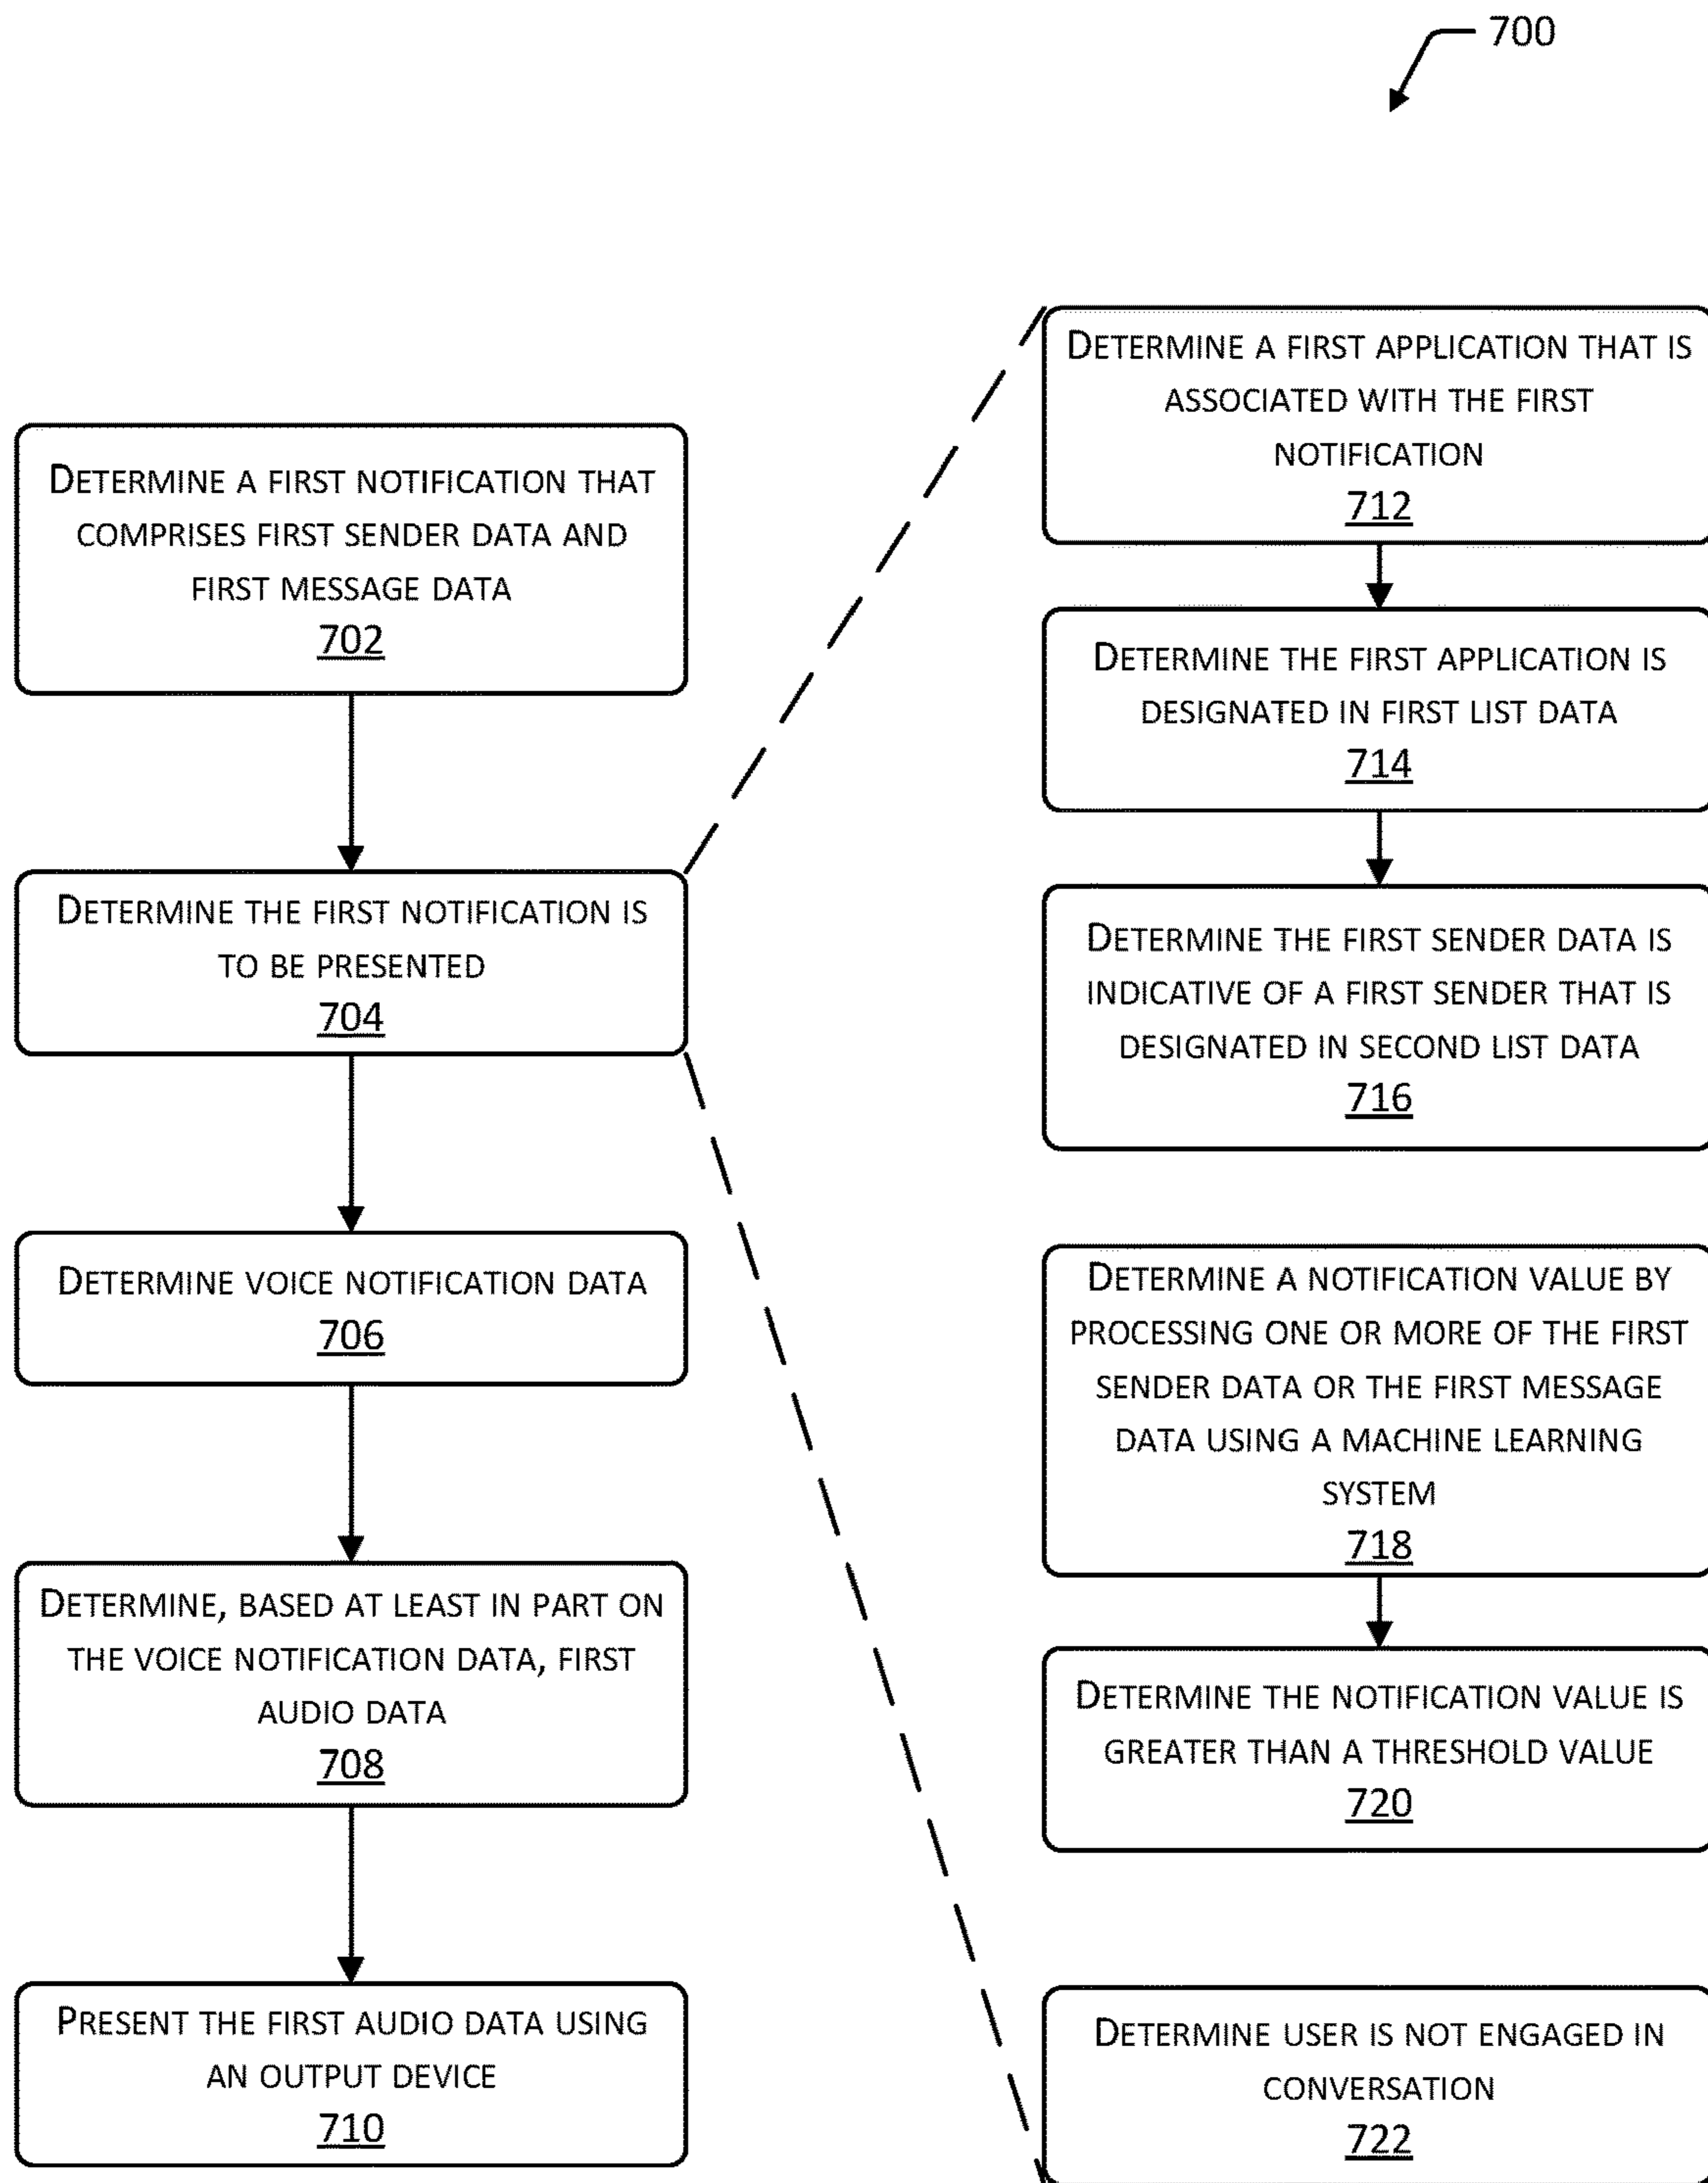 700
DETERMINE A FIRST NOTIFICATION THAT
COMPRISES FIRST SENDER DATA AND
FIRST MESSAGE DATA
702
DETERMINE THE FIRST NOTIFICATION IS
TO BE PRESENTED
704
DETERMINE VOICE NOTIFICATION DATA
706
DETERMINE, BASED AT LEAST IN PART ON
THE VOICE NOTIFICATION DATA, FIRST
AUDIO DATA
708
PRESENT THE FIRST AUDIO DATA USING
AN OUTPUT DEVICE
710
DETERMINE A FIRST APPLICATION THAT IS
ASSOCIATED WITH THE FIRST
NOTIFICATION
712
DETERMINE THE FIRST APPLICATION IS
DESIGNATED IN FIRST LIST DATA
714
DETERMINE THE FIRST SENDER DATA IS
INDICATIVE OF A FIRST SENDER THAT IS
DESIGNATED IN SECOND LIST DATA
716
DETERMINE A NOTIFICATION VALUE BY
PROCESSING ONE OR MORE OF THE FIRST
SENDER DATA OR THE FIRST MESSAGE
DATA USING A MACHINE LEARNING
SYSTEM
718
DETERMINE THE NOTIFICATION VALUE IS
GREATER THAN A THRESHOLD VALUE
720
DETERMINE USER IS NOT ENGAGED IN
CONVERSATION
722